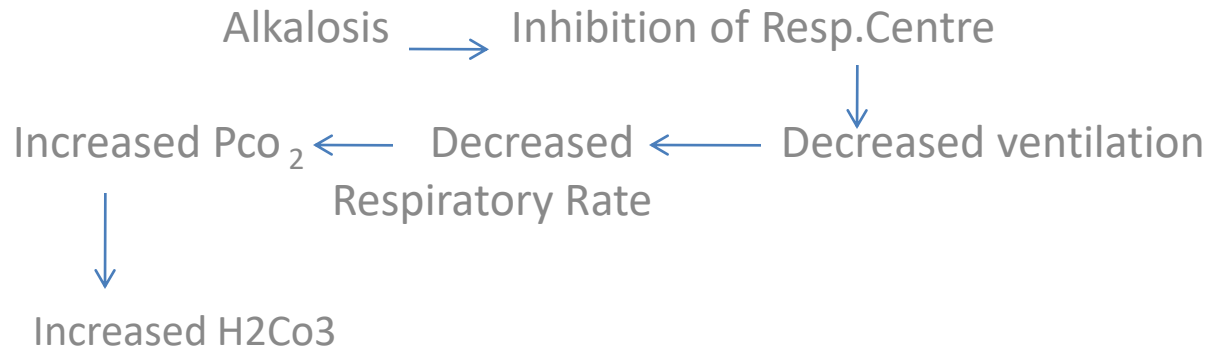 Alkalosis Inhibition of Resp.Centre
Increased Pco 2 Decreased Decreased ventilation
Respiratory Rate
Increased H2Co3